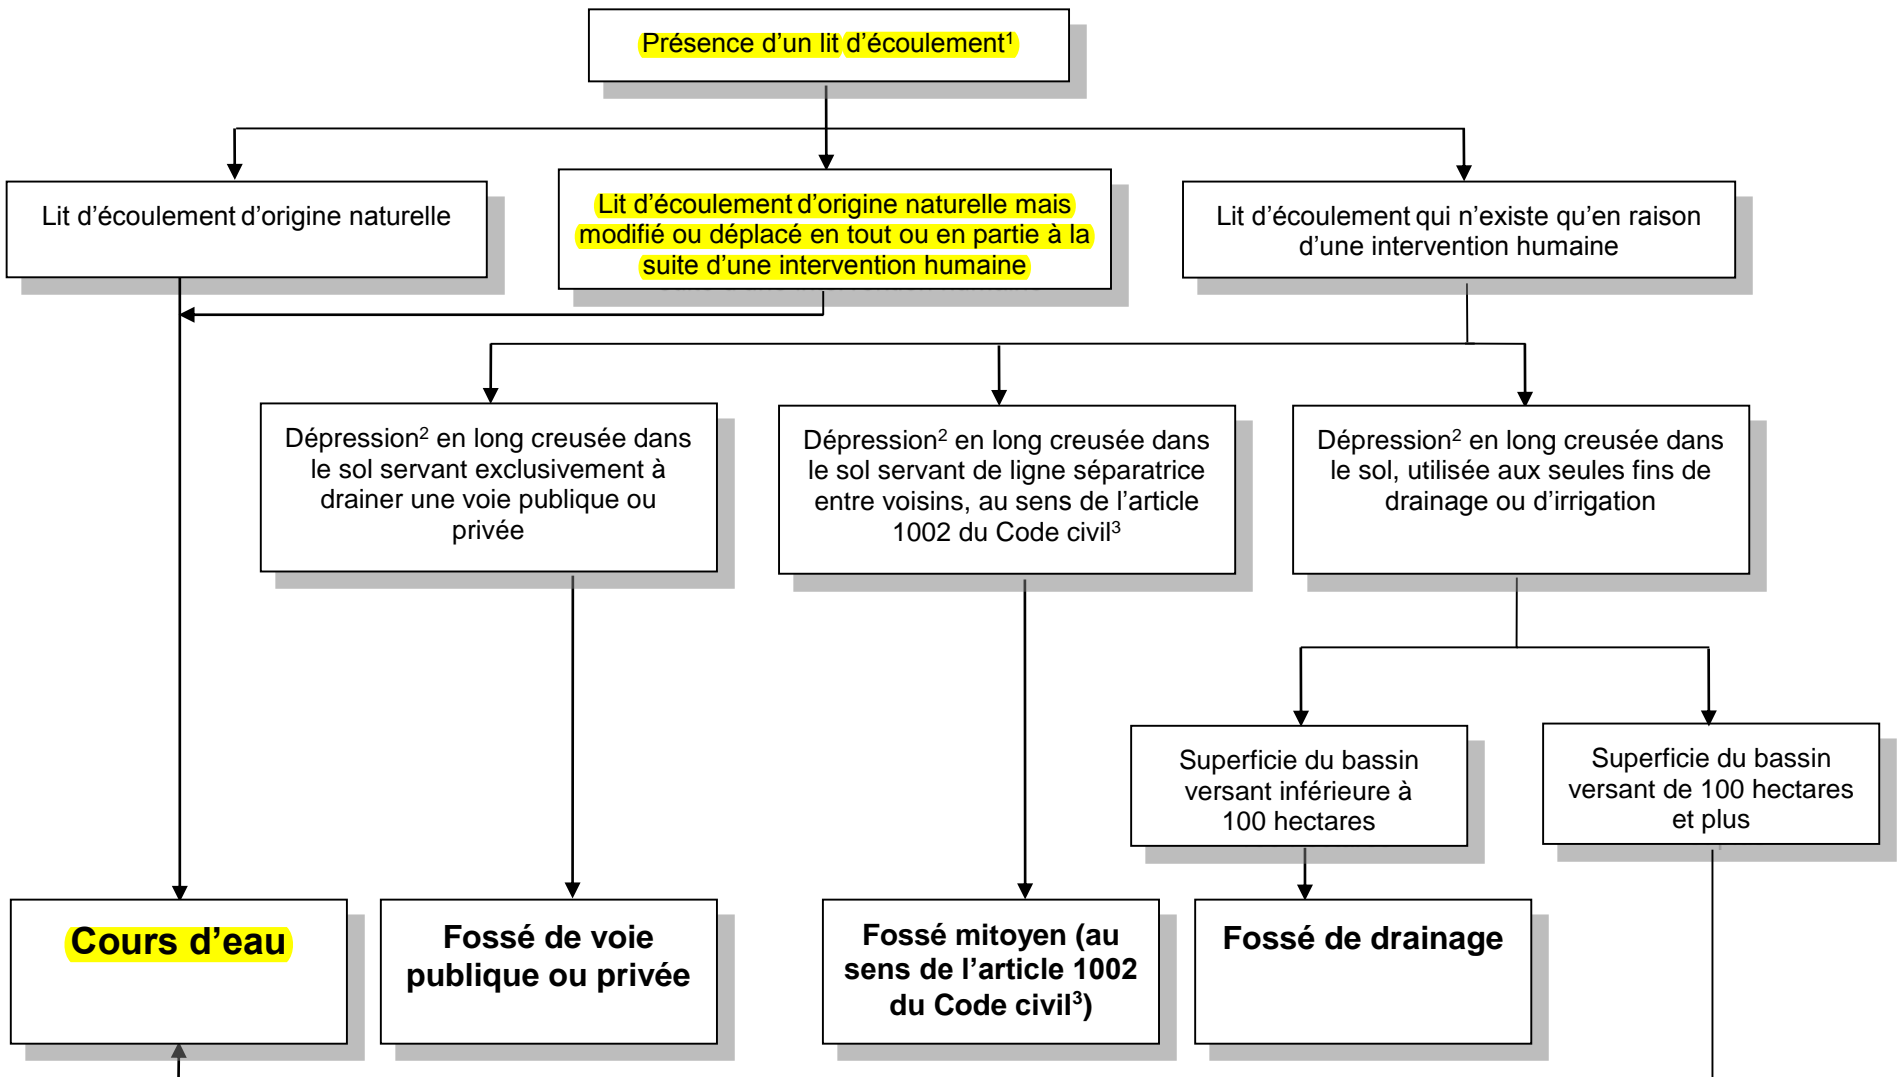 Présence d'un lit d'écoulement¹
Lit d'écoulement d'origine naturelle
Lit d'écoulement d'origine naturelle mais
modifié ou déplacé en tout ou en partie à la
suite d'une intervention humaine
Lit d'écoulement qui n'existe qu'en raison
d'une intervention humaine
Dépression² en long creusée dans
le sol servant exclusivement à
drainer une voie publique ou
privée
Dépression² en long creusée dans
le sol servant de ligne séparatrice
entre voisins, au sens de l'article
1002 du Code civil³
Dépression² en long creusée dans
le sol, utilisée aux seules fins de
drainage ou d'irrigation
Superficie du bassin
versant inférieure à
100 hectares
Superficie du bassin
versant de 100 hectares
et plus
Cours d'eau
Fossé de voie
publique ou privée
Fossé mitoyen (au
sens de l'article 1002
du Code civil³)
Fossé de drainage